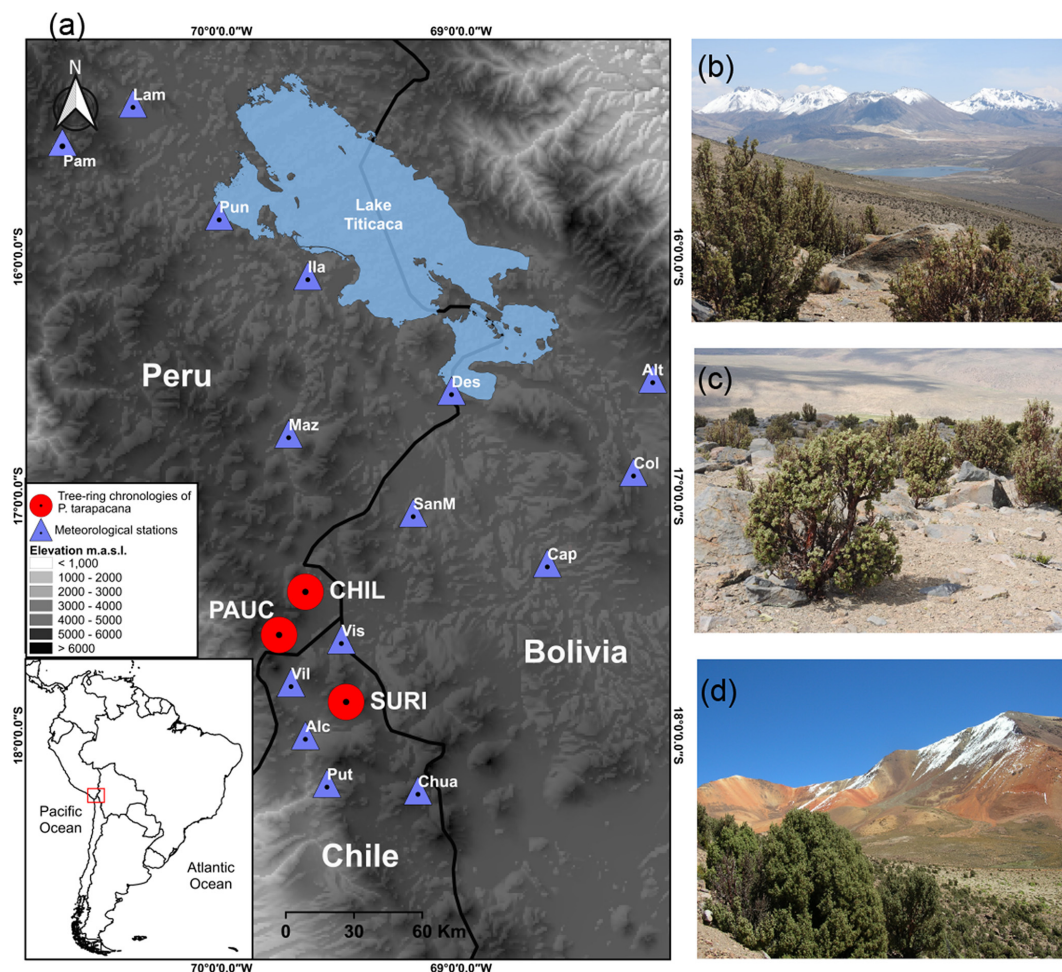 (a)
70°0'0.0"W
69°0'0.0"W
N
Lam
Pam
Pun
Lake
Titicaca
Ila
16°0'0.0"S
16°0'0.0"S
Peru
Des
Alt
Maz
Col
SanM
17°0'0.0"S
17°0'0.0"S
Cap
Tree-ring chronologies of
P. tarapacana
Meteorological stations
Elevation m.a.s.l.
< 1,000
1000 - 2000
2000 - 3000
3000 - 4000
4000 - 5000
5000 - 6000
> 6000
CHIL
PAUC
Vis
Bolivia
Vil
SURI
Alc
18°0'0.0"S
18°0'0.0"S
Put
Chua
Chile
Pacific
Ocean
Atlantic
Ocean
0 30 60 Km
70°0'0.0"W
69°0'0.0"W
(b)
(c)
(d)